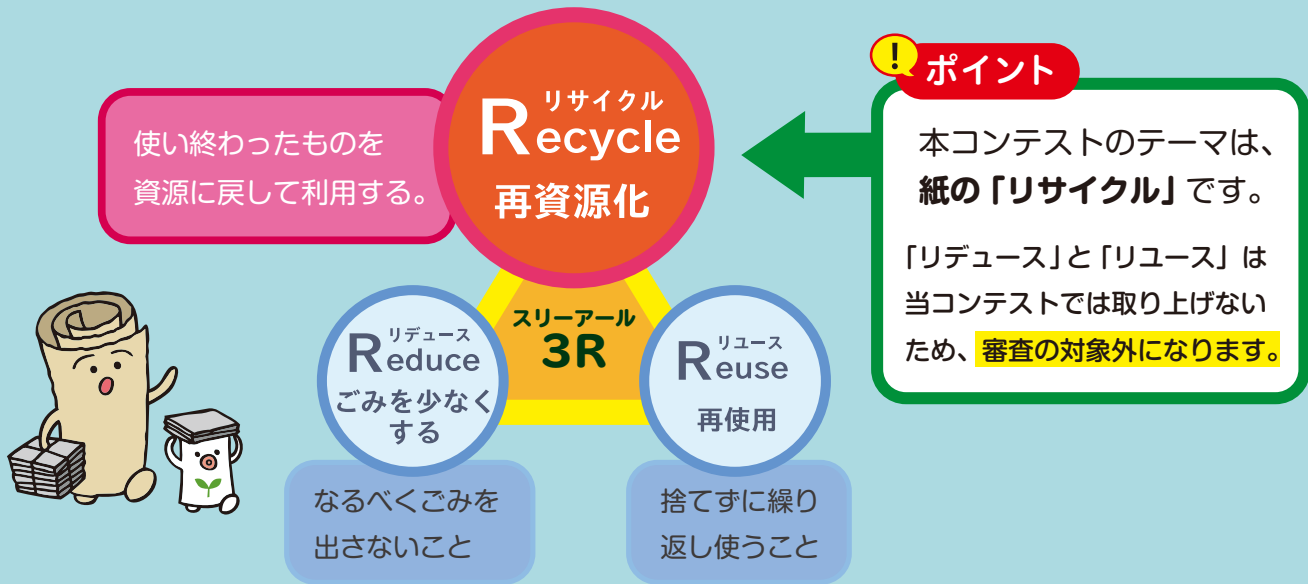 リサイクル
Recycle
再資源化
使い終わったものを
資源に戻して利用する。
!
ポイント
本コンテストのテーマは、
紙の「リサイクル」です。
「リデュース」と「リユース」は
当コンテストでは取り上げない
ため、審査の対象外になります。
スリーアール
3R
リデュース
Reduce
ごみを少なく
する
なるべくごみを
出さないこと
リユース
Reuse
再使用
捨てずに繰り
返し使うこと